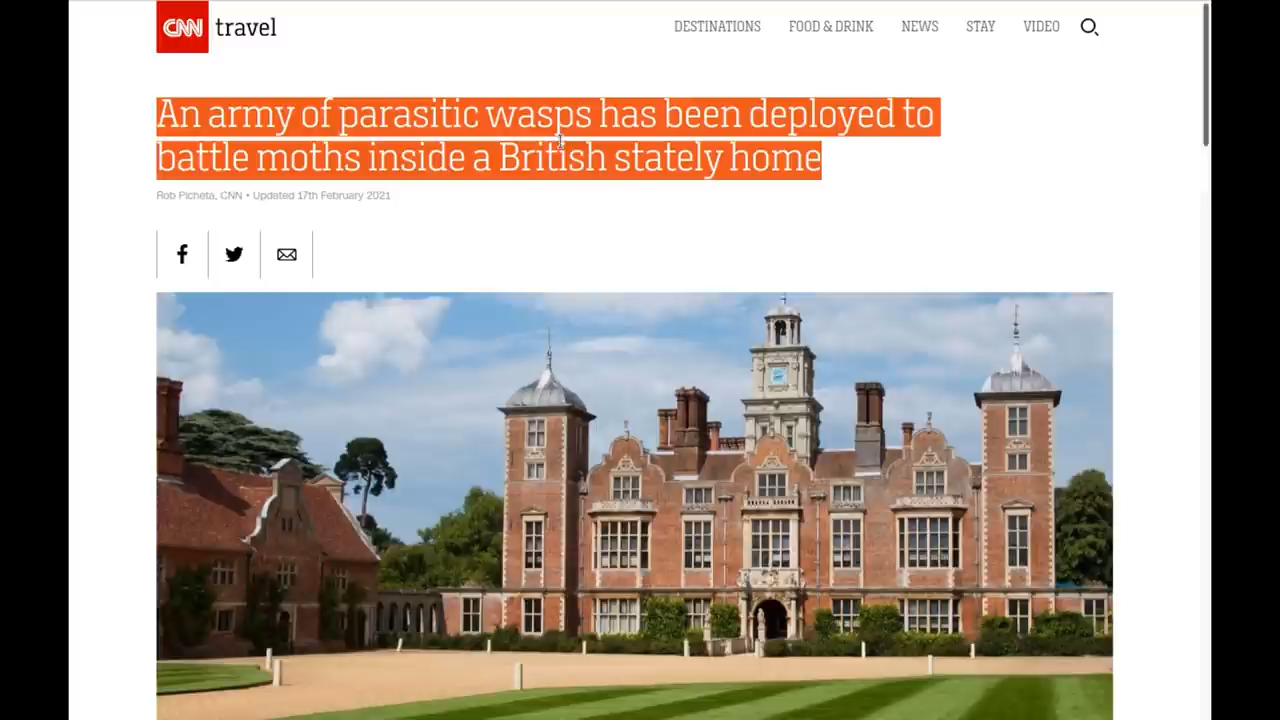 CNN travel
DESTINATIONS FOOD & DRINK NEWS STAY VIDEO
An army of parasitic wasps has been deployed to
battle moths inside a British stately home
Rob Picheta, CNN • Updated 17th February 2021